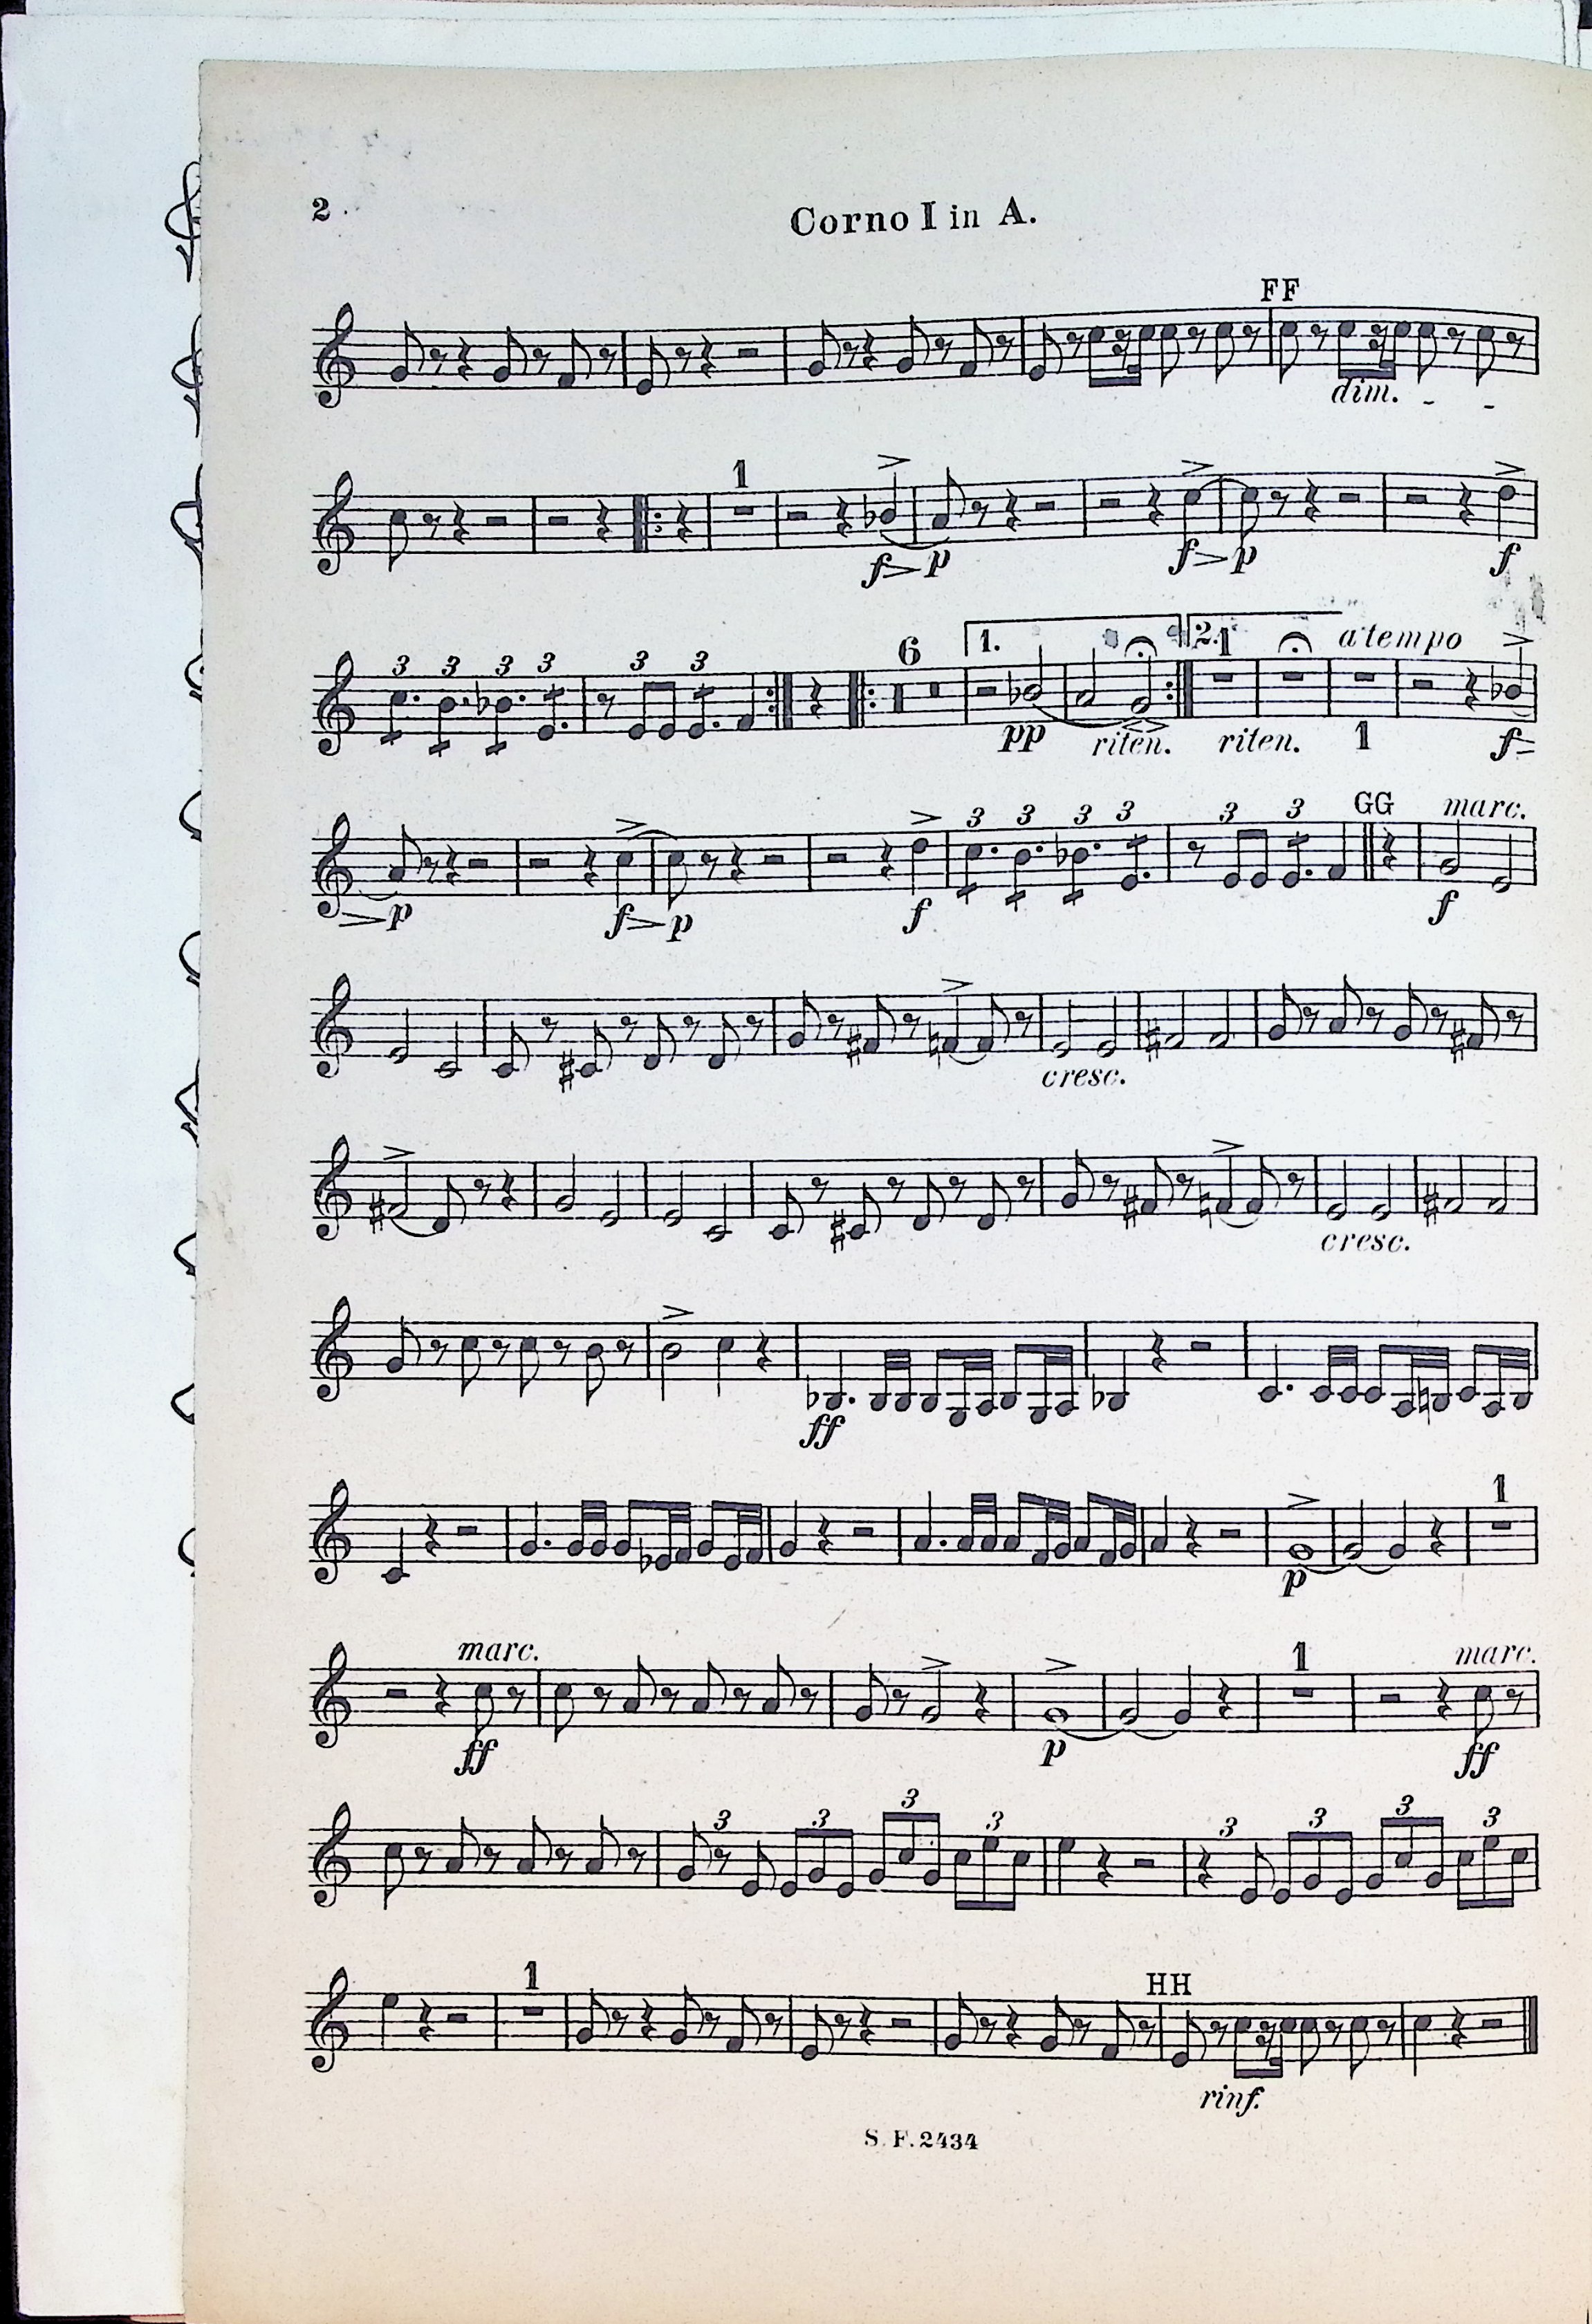 2
Corno I in A.
FF
dim. - -
1
f p f p f
3 3 3 3 3 3 6 1. 2. 1 a tempo
pp riten. riten. 1 f
3 3 3 3 3 3 GG marc.
p f p f f
cresc.
cresc.
ff
1
p
marc. 1 marc.
ff p ff
3 3 3 3 3 3 3 3
1 HH
rinf.
S. F. 2434